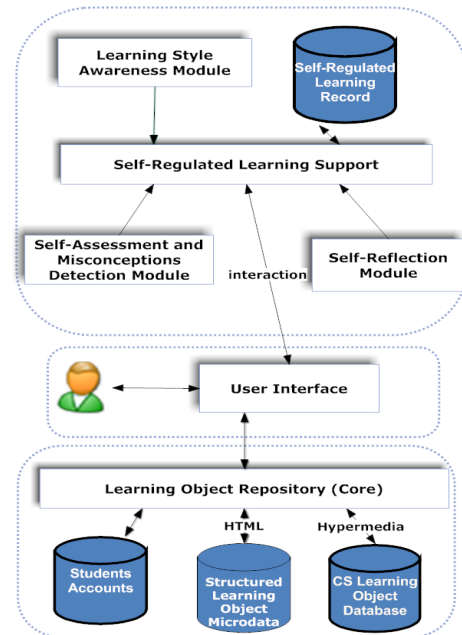 Learning Style
Awareness Module
Self-Regulated
Learning
Record
Self-Regulated Learning Support
Self-Assessment and
Misconceptions
Detection Module
interaction
Self-Reflection
Module
User Interface
Learning Object Repository (Core)
HTML
Hypermedia
Students
Accounts
Structured
Learning
Object
Microdata
CS Learning
Object
Database